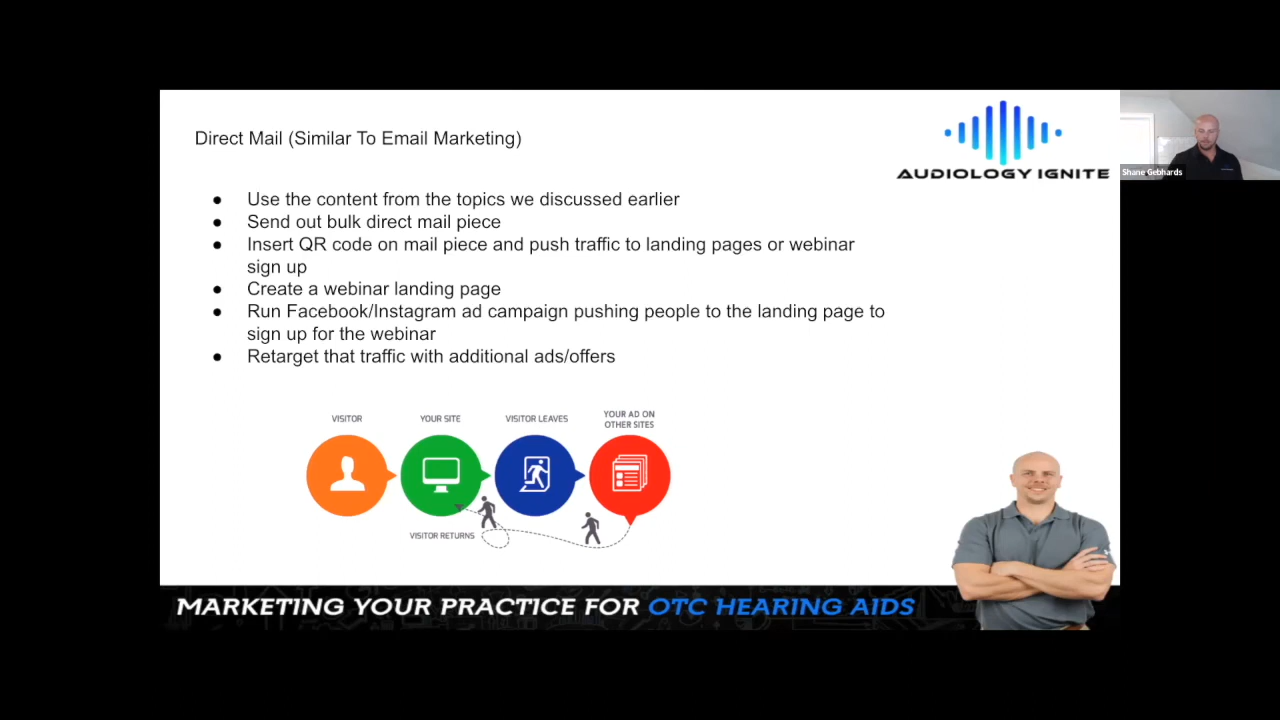 Direct Mail (Similar To Email Marketing)
AUDIOLOGY IGNITE
Shane Gebhards
● Use the content from the topics we discussed earlier
● Send out bulk direct mail piece
● Insert QR code on mail piece and push traffic to landing pages or webinar
sign up
● Create a webinar landing page
● Run Facebook/Instagram ad campaign pushing people to the landing page to
sign up for the webinar
● Retarget that traffic with additional ads/offers
VISITOR
YOUR SITE
VISITOR LEAVES
YOUR AD ON
OTHER SITES
VISITOR RETURNS
MARKETING YOUR PRACTICE FOR OTC HEARING AIDS